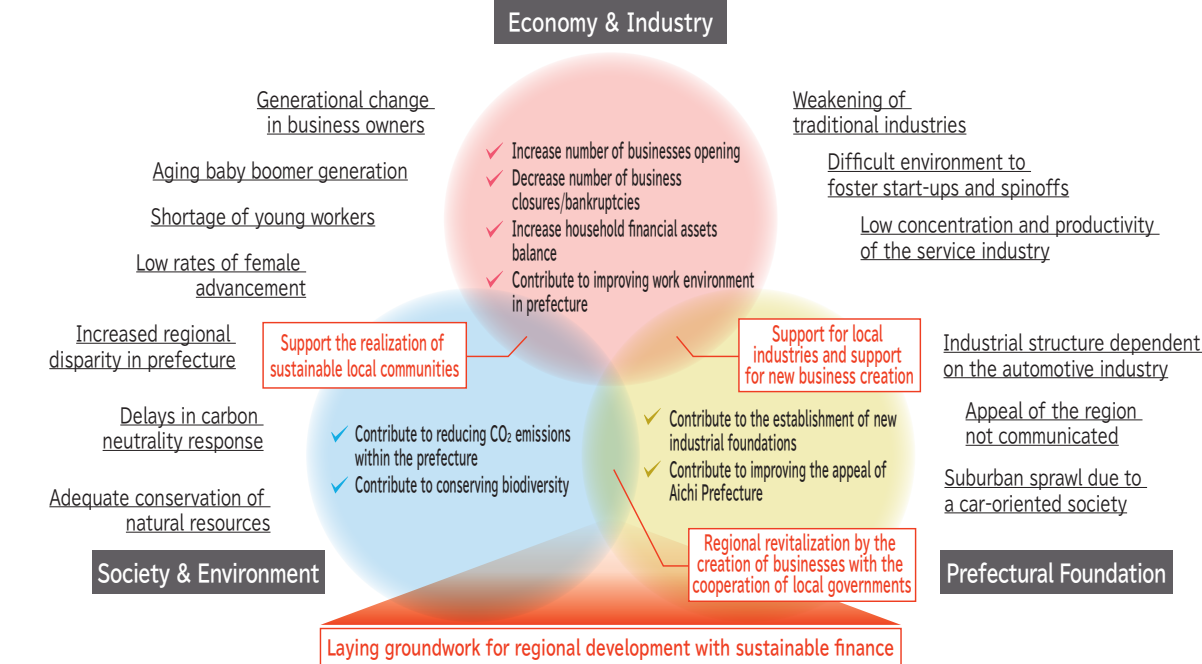 Economy & Industry
Generational change
in business owners
Aging baby boomer generation
Shortage of young workers
Low rates of female
advancement
Increased regional
disparity in prefecture
Delays in carbon
neutrality response
Adequate conservation of
natural resources
Society & Environment
Increase number of businesses opening
Decrease number of business
closures/bankruptcies
Increase household financial assets
balance
Contribute to improving work environment
in prefecture
Support the realization of
sustainable local communities
Support for local
industries and support
for new business creation
Contribute to reducing CO₂ emissions
within the prefecture
Contribute to conserving biodiversity
Contribute to the establishment of new
industrial foundations
Contribute to improving the appeal of
Aichi Prefecture
Regional revitalization by the
creation of businesses with the
cooperation of local governments
Weakening of
traditional industries
Difficult environment to
foster start-ups and spinoffs
Low concentration and productivity
of the service industry
Industrial structure dependent
on the automotive industry
Appeal of the region
not communicated
Suburban sprawl due to
a car-oriented society
Prefectural Foundation
Laying groundwork for regional development with sustainable finance